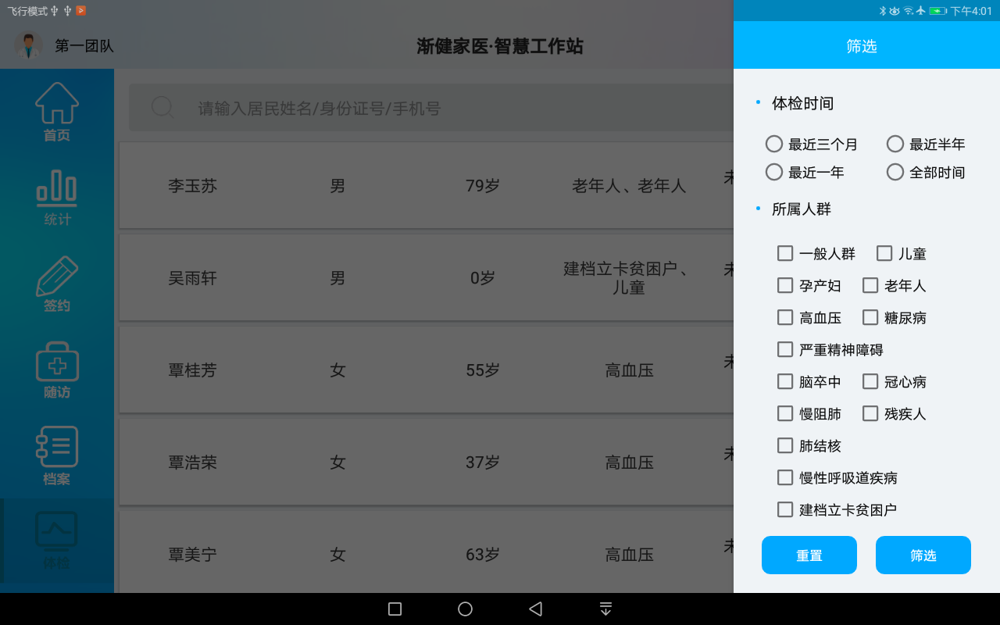 飞行模式
下午4:01
第一团队
渐健家医·智慧工作站
筛选
首页
统计
签约
随访
档案
体检
请输入居民姓名/身份证号/手机号
李玉苏 男 79岁 老年人、老年人 未
吴雨轩 男 0岁 建档立卡贫困户、
儿童 未
覃桂芳 女 55岁 高血压 未
覃浩荣 女 37岁 高血压 未
覃美宁 女 63岁 高血压 未
体检时间
最近三个月 最近半年
最近一年 全部时间
所属人群
一般人群 儿童
孕产妇 老年人
高血压 糖尿病
严重精神障碍
脑卒中 冠心病
慢阻肺 残疾人
肺结核
慢性呼吸道疾病
建档立卡贫困户
重置 筛选